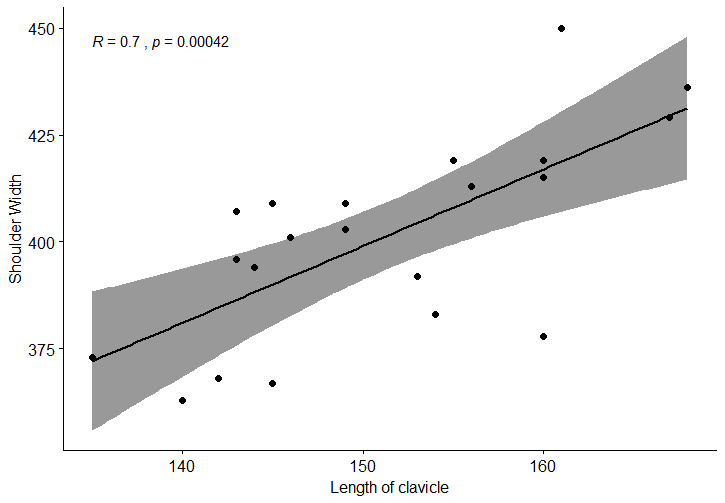 R = 0.7 , p = 0.00042
450
425
400
375
Shoulder Width
140 150 160
Length of clavicle